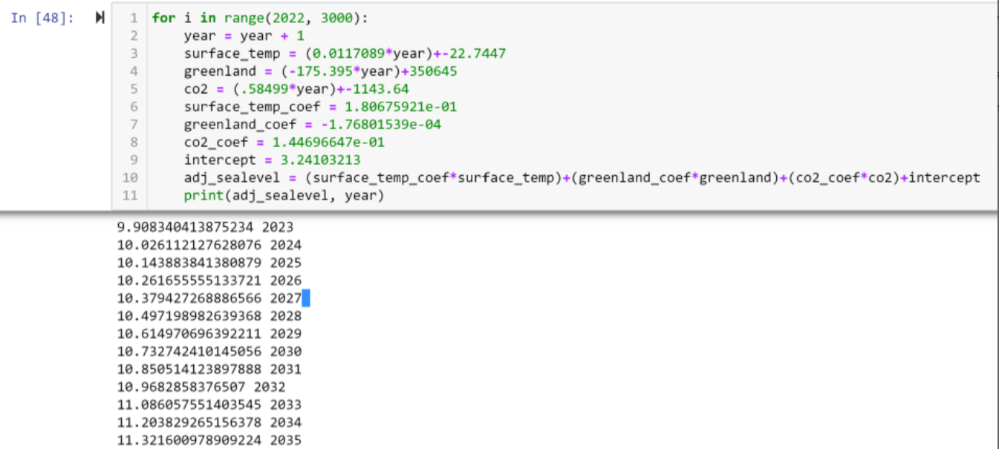 In [48]:
1 for i in range(2022, 3000):
2     year = year + 1
3     surface_temp = (0.0117089*year)+-22.7447
4     greenland = (-175.395*year)+350645
5     co2 = (.58499*year)+-1143.64
6     surface_temp_coef = 1.80675921e-01
7     greenland_coef = -1.76801539e-04
8     co2_coef = 1.44696647e-01
9     intercept = 3.24103213
10     adj_sealevel = (surface_temp_coef*surface_temp)+(greenland_coef*greenland)+(co2_coef*co2)+intercept
11     print(adj_sealevel, year)
9.908340413875234 2023
10.026112127628076 2024
10.143883841380879 2025
10.261655555133721 2026
10.379427268886566 2027
10.497198982639368 2028
10.614970696392211 2029
10.732742410145056 2030
10.850514123897888 2031
10.9682858376507 2032
11.086057551403545 2033
11.203829265156378 2034
11.321600978909224 2035